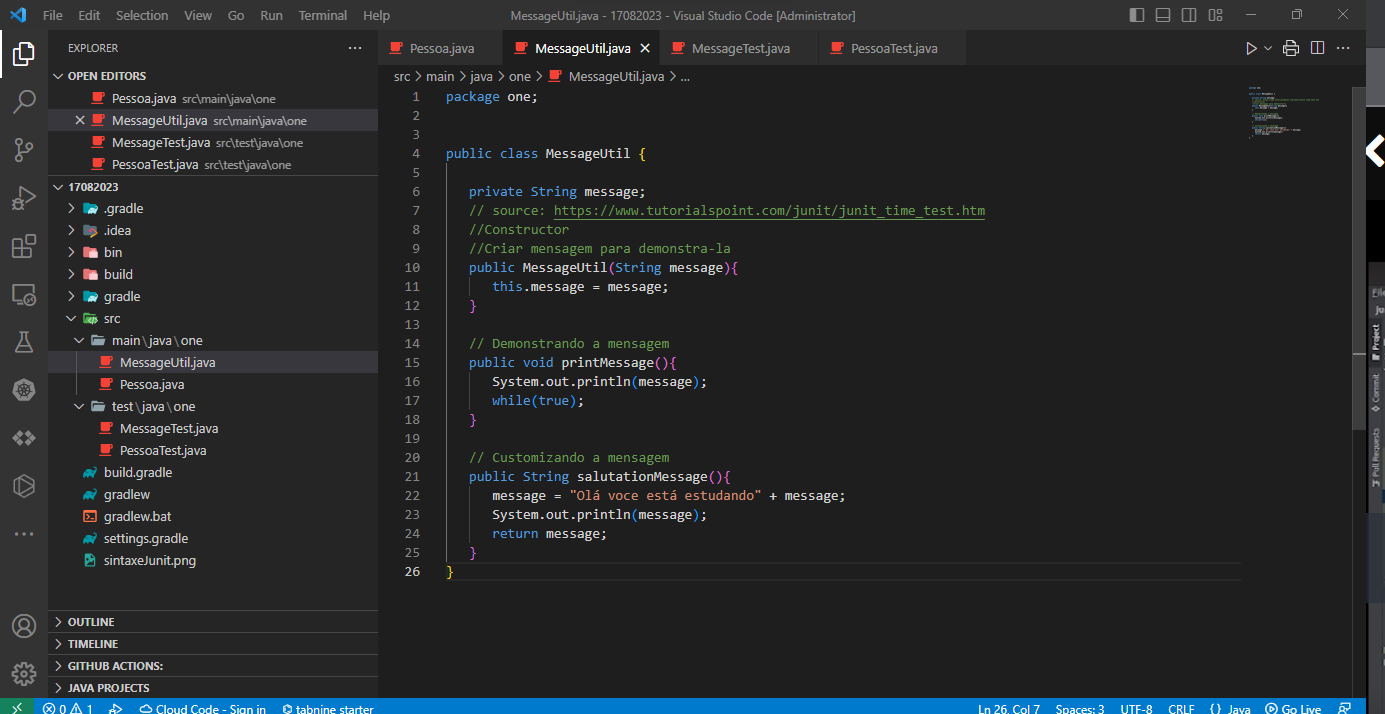 File Edit Selection View Go Run Terminal Help MessageUtil.java - 17082023 - Visual Studio Code [Administrator]
EXPLORER
OPEN EDITORS
Pessoa.java src\main\java\one
MessageUtil.java src\main\java\one
MessageTest.java src\test\java\one
PessoaTest.java src\test\java\one
17082023
.gradle
.idea
bin
build
gradle
src
main\java\one
MessageUtil.java
Pessoa.java
test\java\one
MessageTest.java
PessoaTest.java
build.gradle
gradlew
gradlew.bat
settings.gradle
sintaxeJunit.png
OUTLINE
TIMELINE
GITHUB ACTIONS:
JAVA PROJECTS
Pessoa.java MessageUtil.java MessageTest.java PessoaTest.java
src > main > java > one > MessageUtil.java > ...
1 package one;
2
3
4 public class MessageUtil {
5
6 private String message;
7 // source: https://www.tutorialspoint.com/junit/junit_time_test.htm
8 //Constructor
9 //Criar mensagem para demonstra-la
10 public MessageUtil(String message){
11 this.message = message;
12 }
13
14 // Demonstrando a mensagem
15 public void printMessage(){
16 System.out.println(message);
17 while(true);
18 }
19
20 // Customizando a mensagem
21 public String salutationMessage(){
22 message = "Olá voce está estudando" + message;
23 System.out.println(message);
24 return message;
25 }
26 }
0 1 Cloud Code - Sign in tabnine starter Ln 26, Col 7 Spaces: 3 UTF-8 CRLF {} Java Go Live
File
Ju
Project
Commit
Pull Requests